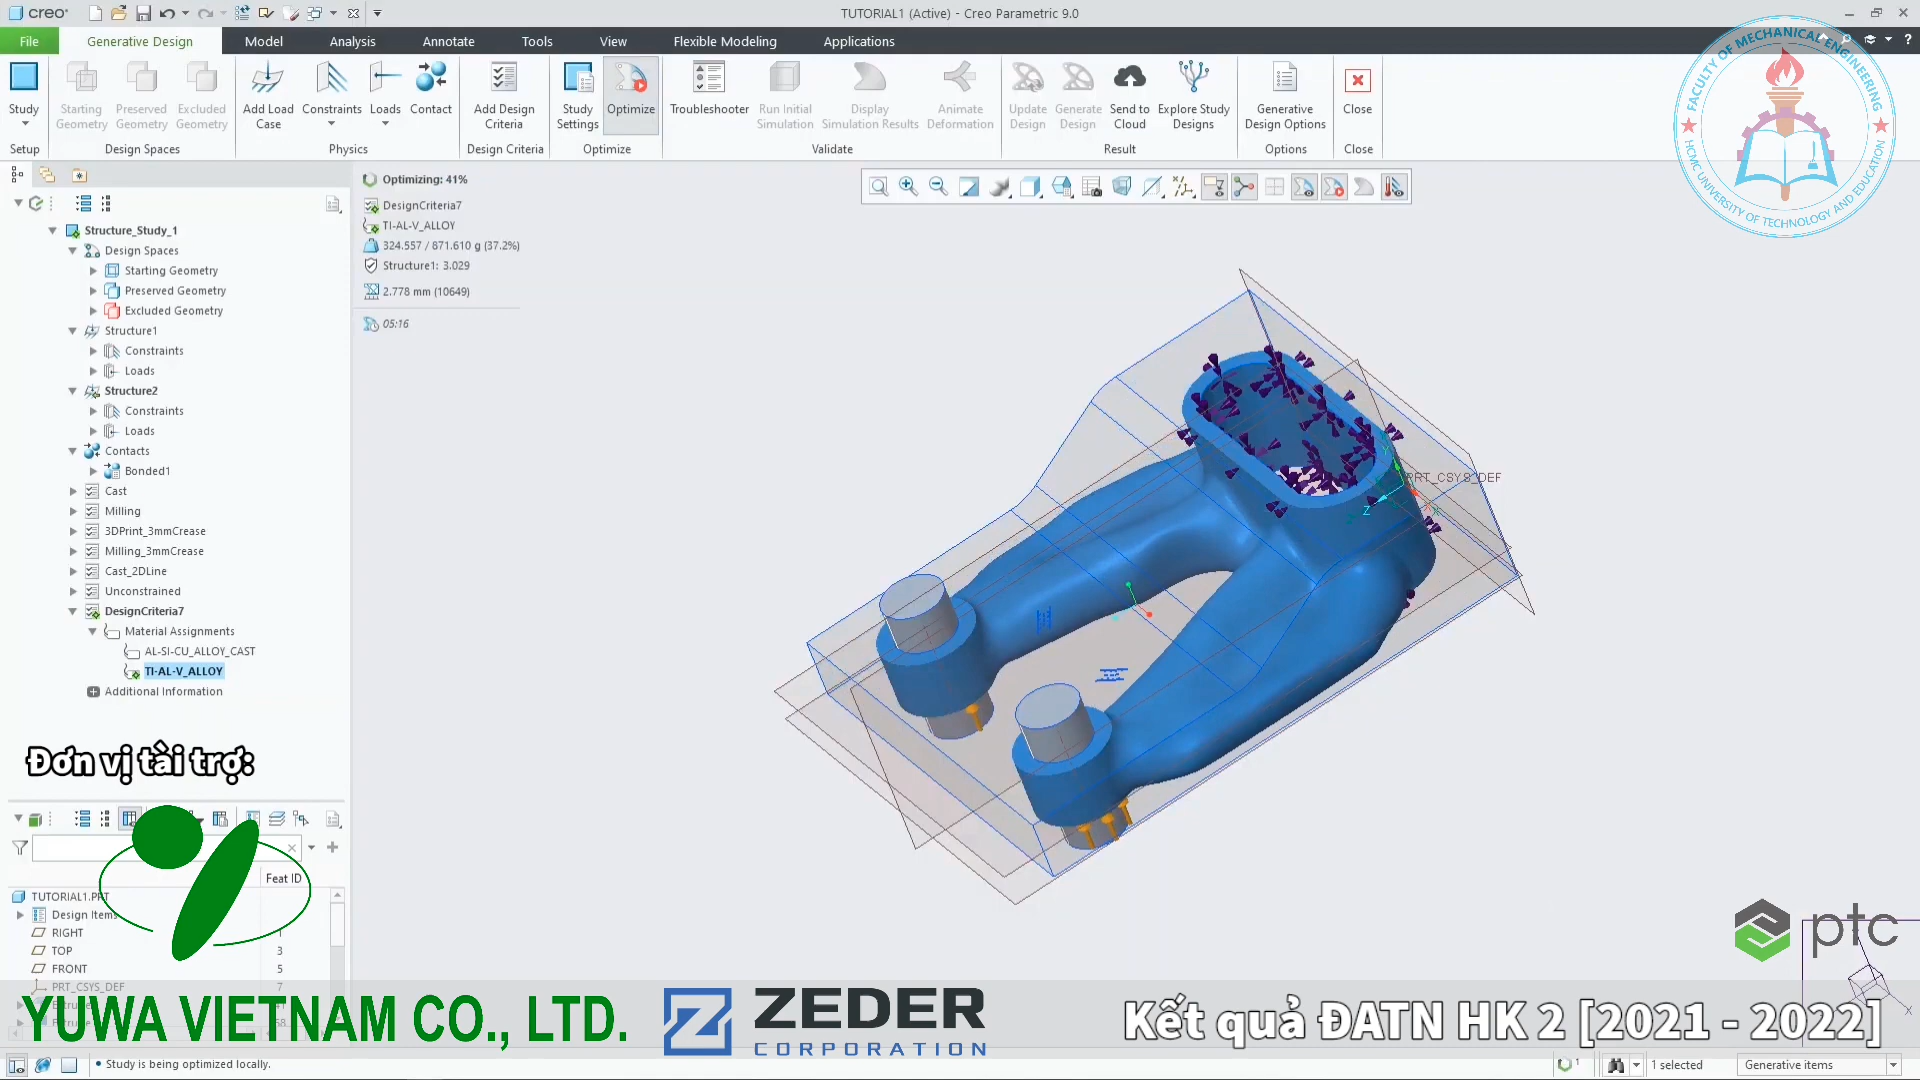 creo
TUTORIAL1 (Active) - Creo Parametric 9.0
File
Generative Design
Model
Analysis
Annotate
Tools
View
Flexible Modeling
Applications
Study
Starting Geometry
Preserved Geometry
Excluded Geometry
Add Load Case
Constraints
Loads
Contact
Add Design Criteria
Study Settings
Optimize
Troubleshooter
Run Initial Simulation
Display Simulation Results
Animate Deformation
Update Design
Generate Design
Send to Cloud
Explore Study Designs
Generative Design Options
Close
Setup
Design Spaces
Physics
Design Criteria
Optimize
Validate
Result
Options
Close
FACULTY OF MECHANICAL ENGINEERING
HCMC UNIVERSITY OF TECHNOLOGY AND EDUCATION
Optimizing: 41%
DesignCriteria7
TI-AL-V_ALLOY
324.557 / 871.610 g (37.2%)
Structure1: 3.029
2.778 mm (10649)
05:16
Structure_Study_1
Design Spaces
Starting Geometry
Preserved Geometry
Excluded Geometry
Structure1
Constraints
Loads
Structure2
Constraints
Loads
Contacts
Bonded1
Cast
Milling
3DPrint_3mmCrease
Milling_3mmCrease
Cast_2DLine
Unconstrained
DesignCriteria7
Material Assignments
AL-SI-CU_ALLOY_CAST
TI-AL-V_ALLOY
Additional Information
PRT_CSYS_DEF
Z
X
Đơn vị tài trợ:
Feat ID
TUTORIAL1.PRT
Design Items
RIGHT 1
TOP 3
FRONT 5
PRT_CSYS_DEF 7
ptc
YUWA VIETNAM CO., LTD.
ZEDER
CORPORATION
Kết quả ĐATN HK 2 [2021 - 2022]
• Study is being optimized locally.
1
1 selected
Generative items